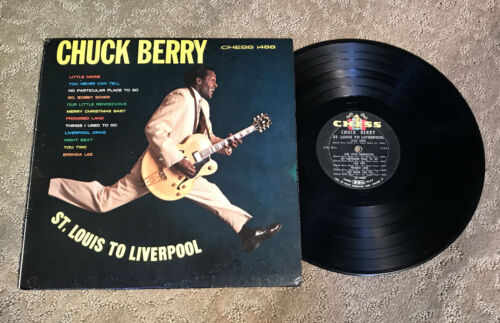 CHUCK BERRY
CHESS 1488
LITTLE MARIE
YOU NEVER CAN TELL
NO PARTICULAR PLACE TO GO
GO, BOBBY SOXER
OUR LITTLE RENDEZVOUS
MERRY CHRISTMAS BABY
PROMISED LAND
THINGS I USED TO DO
LIVERPOOL DRIVE
NIGHT BEAT
YOU TWO
BRENDA LEE
ST. LOUIS TO LIVERPOOL
CHESS
CHUCK BERRY
ST. LOUIS TO LIVERPOOL